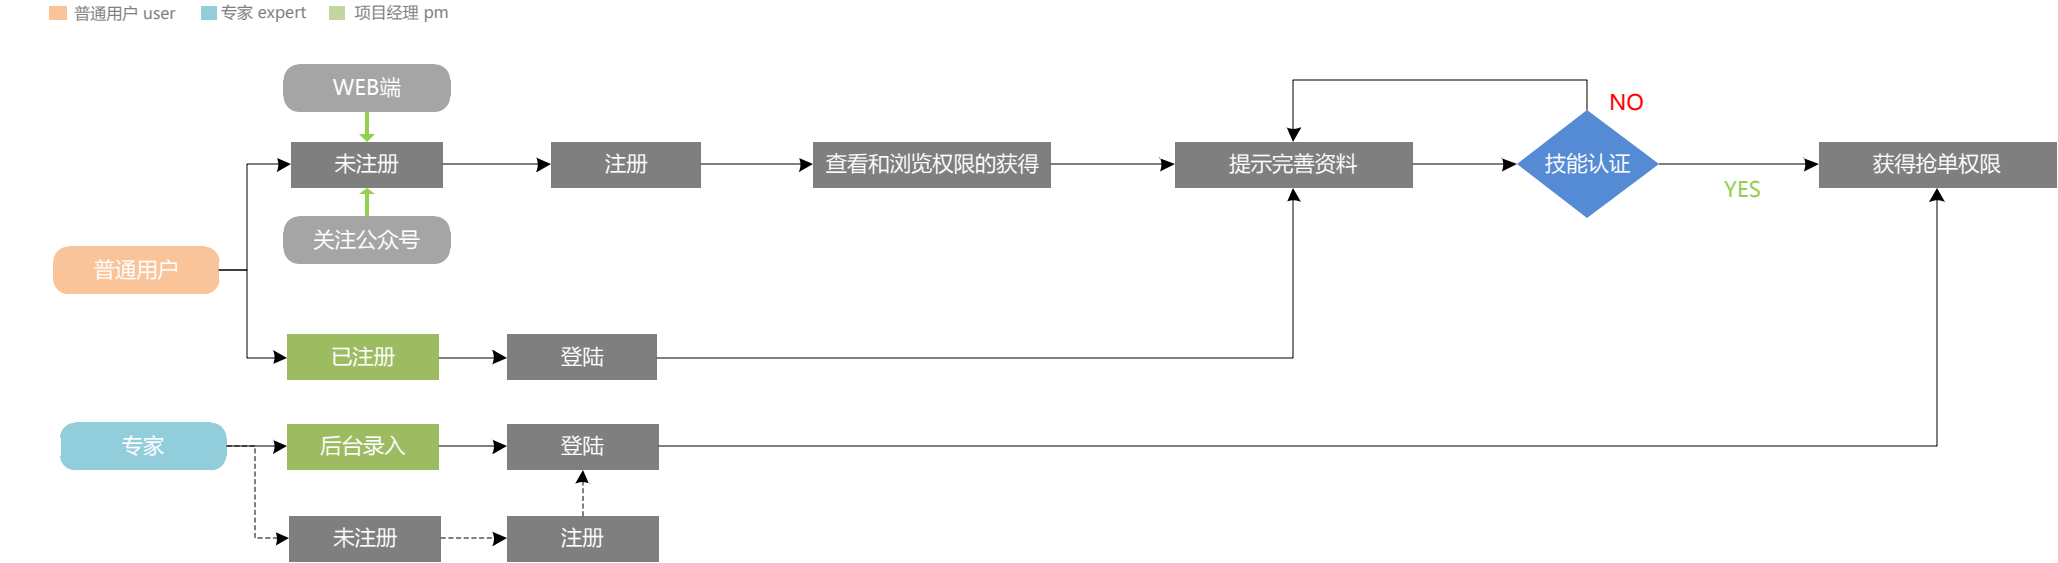 普通用户 user 专家 expert 项目经理 pm
WEB端
NO
未注册 注册 查看和浏览权限的获得 提示完善资料 技能认证 获得抢单权限
YES
关注公众号
普通用户
已注册 登陆
专家 后台录入 登陆
未注册 注册